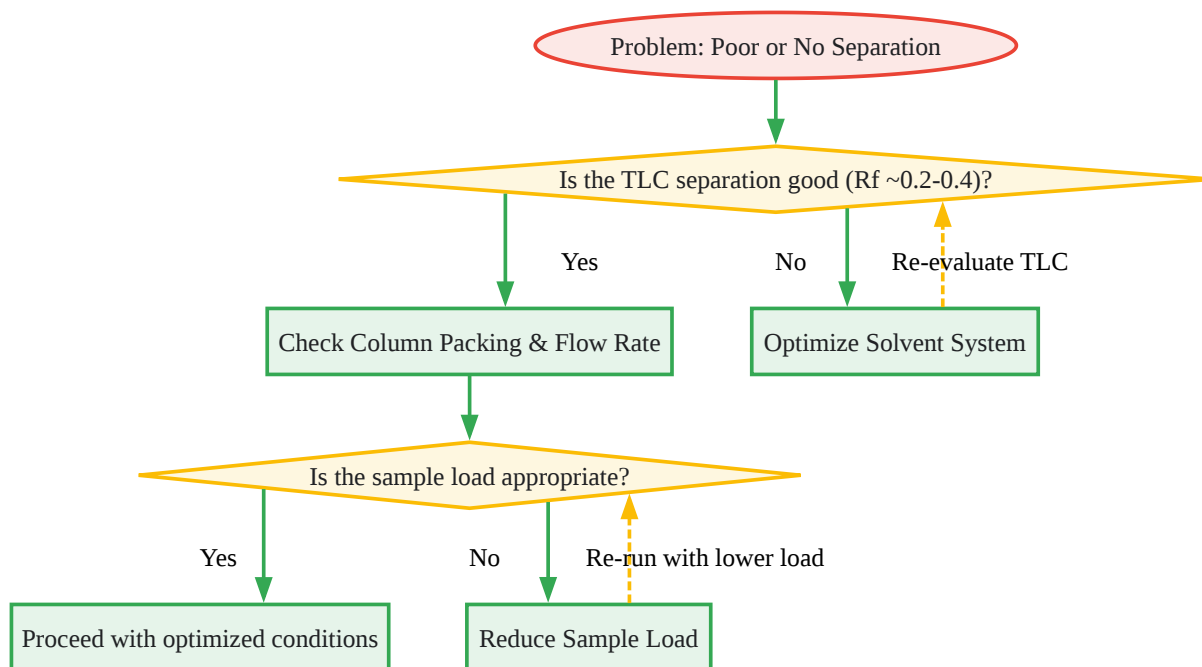 Problem: Poor or No Separation
Is the TLC separation good (Rf ~0.2-0.4)?
Yes
No
Re-evaluate TLC
Check Column Packing & Flow Rate
Optimize Solvent System
Is the sample load appropriate?
Yes
No
Re-run with lower load
Proceed with optimized conditions
Reduce Sample Load